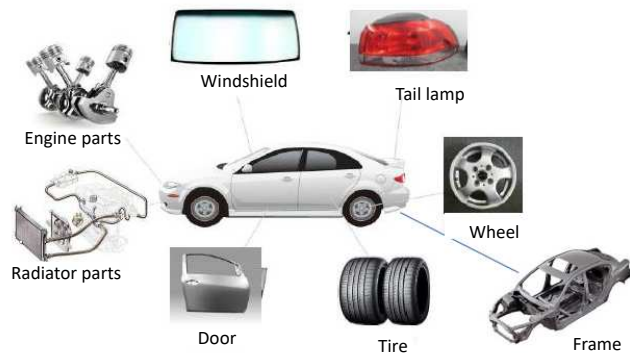 Windshield
Tail lamp
Engine parts
Wheel
Radiator parts
Door
Tire
Frame